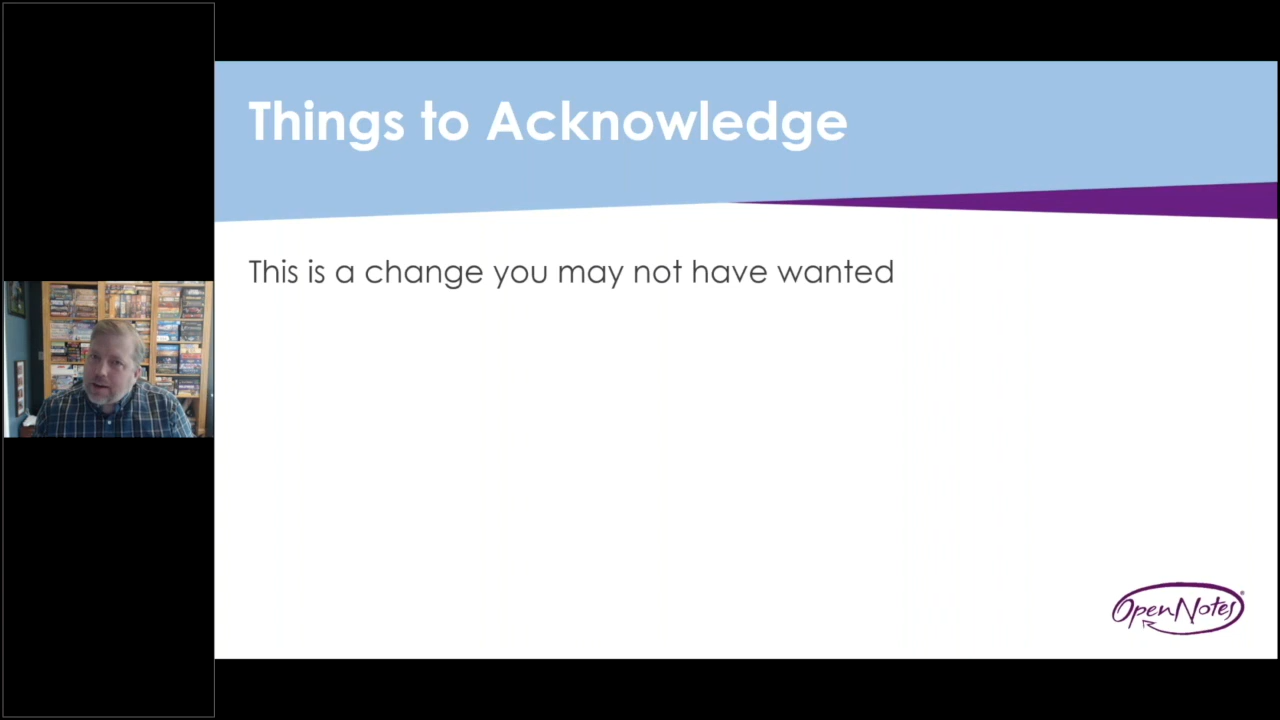 Things to Acknowledge
This is a change you may not have wanted
OpenNotes®